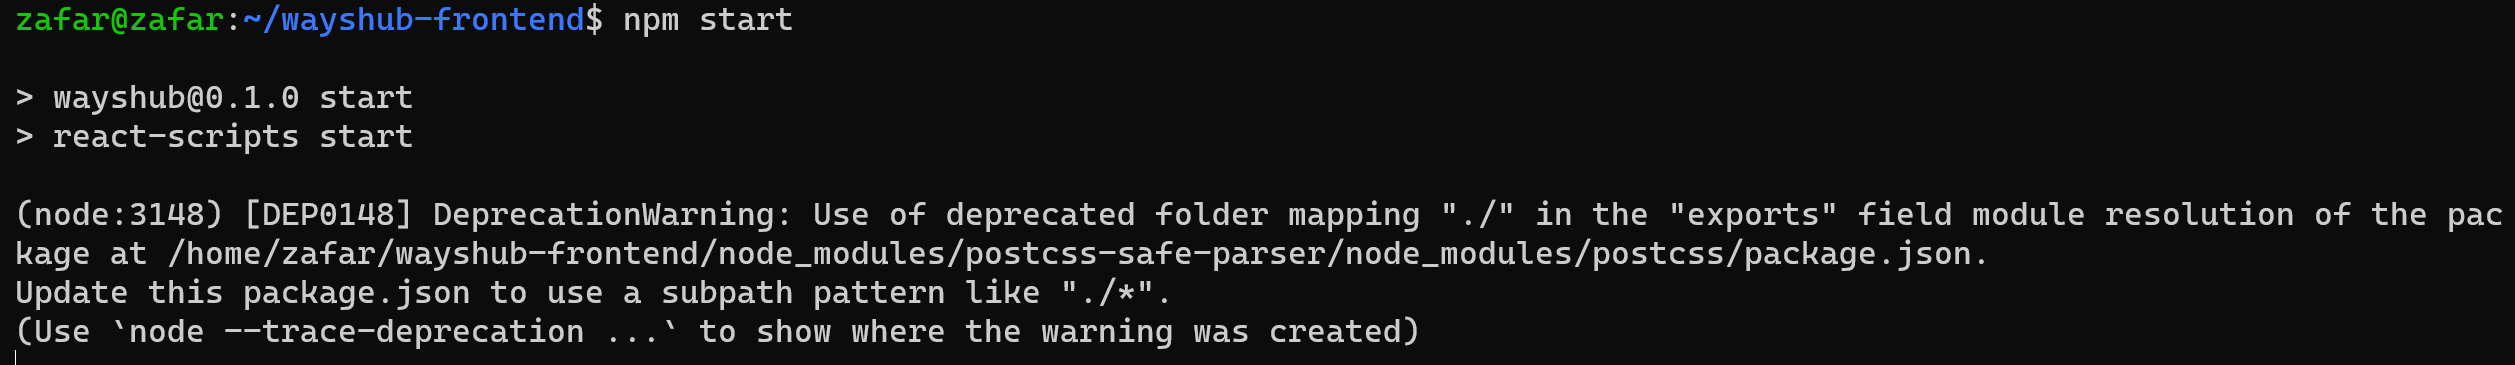 zafar@zafar:~/wayshub-frontend$ npm start
> wayshub@0.1.0 start
> react-scripts start
(node:3148) [DEP0148] DeprecationWarning: Use of deprecated folder mapping "./" in the "exports" field module resolution of the pac
kage at /home/zafar/wayshub-frontend/node_modules/postcss-safe-parser/node_modules/postcss/package.json.
Update this package.json to use a subpath pattern like "./*".
(Use `node --trace-deprecation ...` to show where the warning was created)